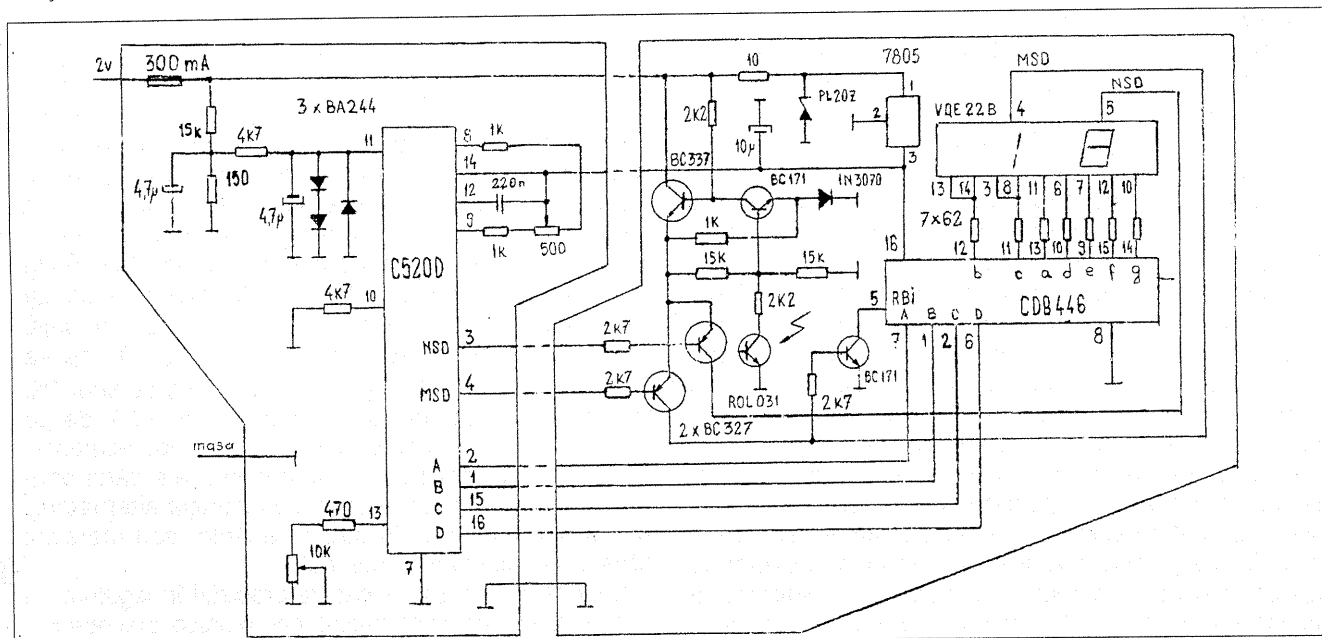 2v
300 mA
15k
4k7
150
4,7µ
4,7µ
3 x BA244
11
C520D
8
1k
14
12
220n
9
1k
500
4k7
10
NSD
3
MSD
4
masa
470
13
10k
7
A
2
B
1
C
15
D
16
10
2k2
10µ
PL20Z
7805
1
2
3
BC337
BC171
1N3070
1k
15k
15k
2k2
2k7
2k7
ROL031
2 x BC327
BC171
2k7
MSD
NSD
VQE22B
4
5
13
14
3
8
11
6
7
12
10
7x62
16
12
11
13
10
9
15
14
b
c
a
d
e
f
g
5
RBi
CDB446
A
B
C
D
7
1
2
6
8